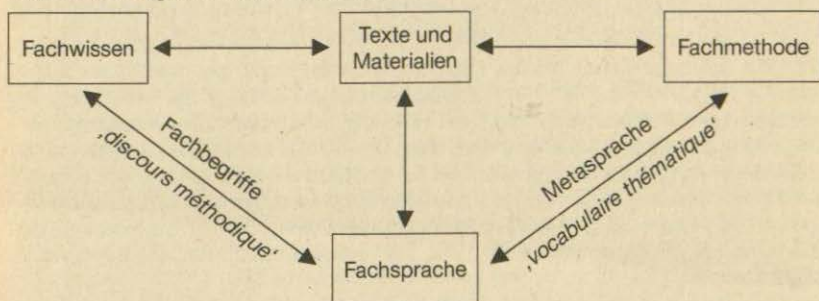 Fachwissen
Texte und
Materialien
Fachmethode
Fachbegriffe
‚discours méthodique‘
Metasprache
‚vocabulaire thématique‘
Fachsprache